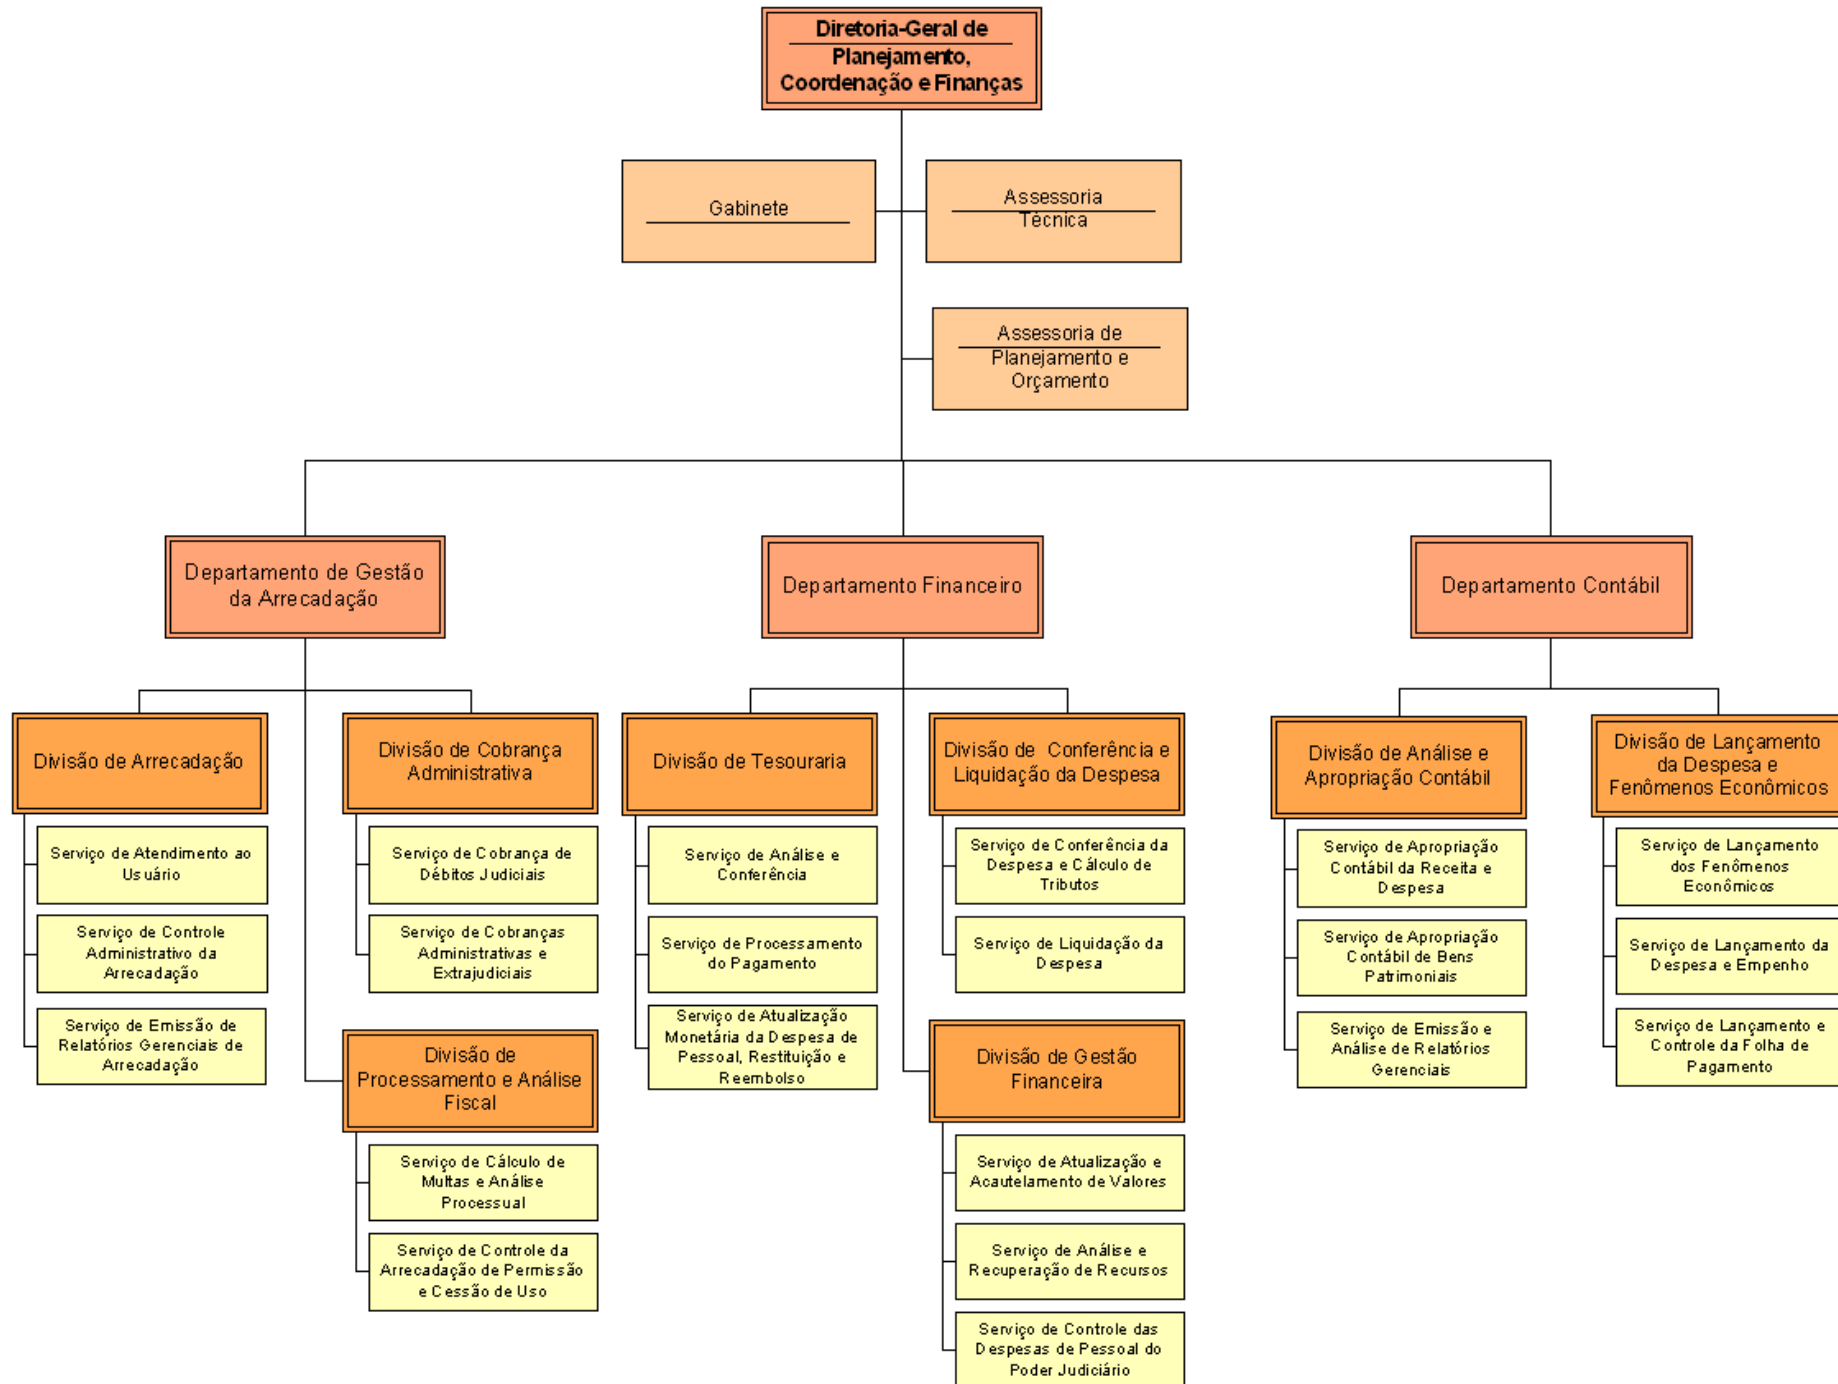 Diretoria-Geral de
Planejamento,
Coordenação e Finanças
Gabinete
Assessoria
Técnica
Assessoria de
Planejamento e
Orçamento
Departamento de Gestão
da Arrecadação
Departamento Financeiro
Departamento Contábil
Divisão de Arrecadação
Serviço de Atendimento ao
Usuário
Serviço de Controle
Administrativo da
Arrecadação
Serviço de Emissão de
Relatórios Gerenciais de
Arrecadação
Divisão de Cobrança
Administrativa
Serviço de Cobrança de
Débitos Judiciais
Serviço de Cobranças
Administrativas e
Extrajudiciais
Divisão de
Processamento e Análise
Fiscal
Serviço de Cálculo de
Multas e Análise
Processual
Serviço de Controle da
Arrecadação de Permissão
e Cessão de Uso
Divisão de Tesouraria
Serviço de Análise e
Conferência
Serviço de Processamento
do Pagamento
Serviço de Atualização
Monetária da Despesa de
Pessoal, Restituição e
Reembolso
Divisão de Conferência e
Liquidação da Despesa
Serviço de Conferência da
Despesa e Cálculo de
Tributos
Serviço de Liquidação da
Despesa
Divisão de Gestão
Financeira
Serviço de Atualização e
Acautelamento de Valores
Serviço de Análise e
Recuperação de Recursos
Serviço de Controle das
Despesas de Pessoal do
Poder Judiciário
Divisão de Análise e
Apropriação Contábil
Serviço de Apropriação
Contábil da Receita e
Despesa
Serviço de Apropriação
Contábil de Bens
Patrimoniais
Serviço de Emissão e
Análise de Relatórios
Gerenciais
Divisão de Lançamento
da Despesa e
Fenômenos Econômicos
Serviço de Lançamento
dos Fenômenos
Econômicos
Serviço de Lançamento da
Despesa e Empenho
Serviço de Lançamento e
Controle da Folha de
Pagamento